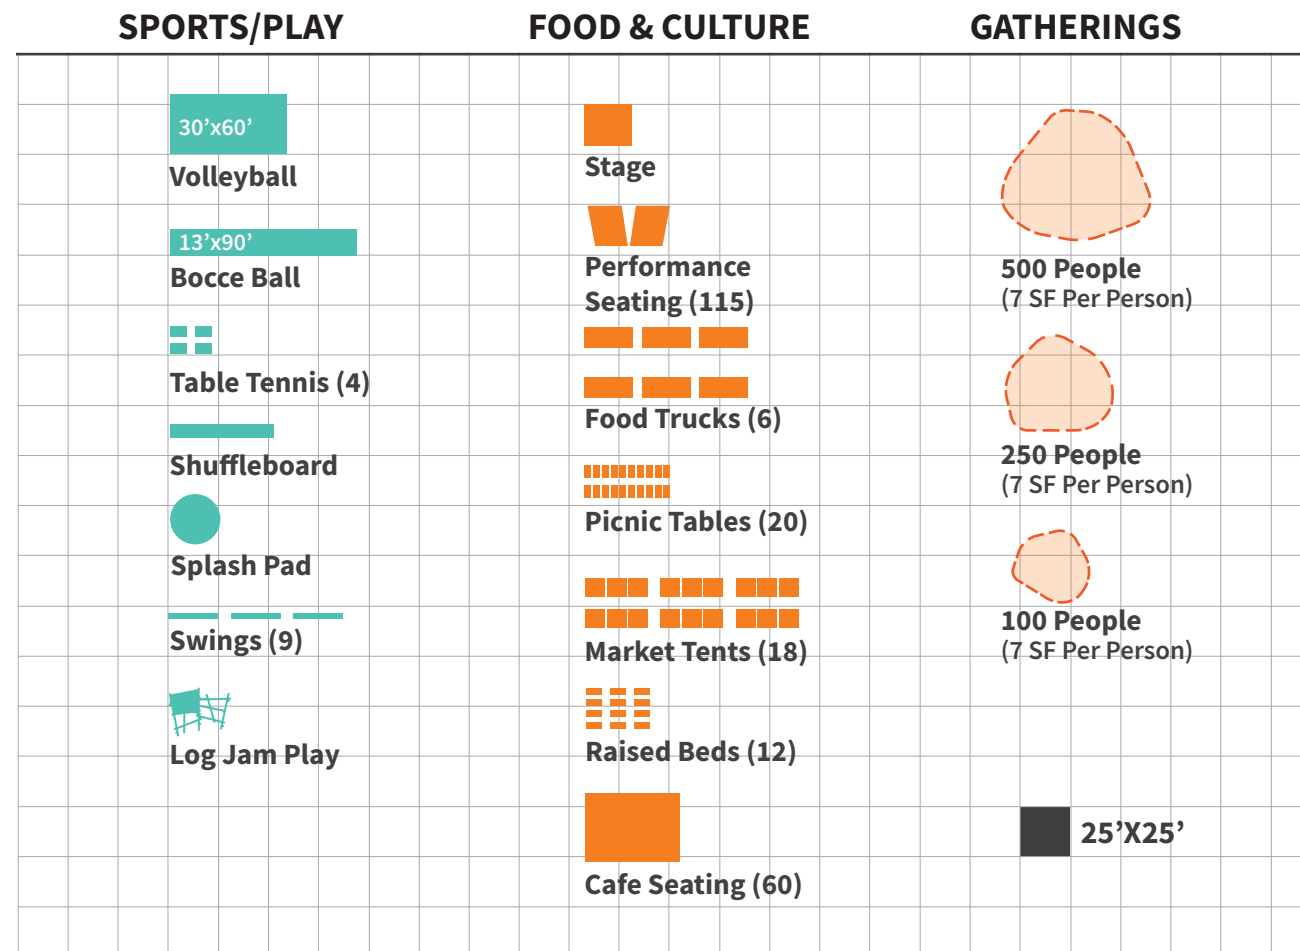 SPORTS/PLAY
30’x60’
Volleyball
13’x90’
Bocce Ball
Table Tennis (4)
Shuffleboard
Splash Pad
Swings (9)
Log Jam Play
FOOD & CULTURE
Stage
Performance
Seating (115)
Food Trucks (6)
Picnic Tables (20)
Market Tents (18)
Raised Beds (12)
Cafe Seating (60)
GATHERINGS
500 People
(7 SF Per Person)
250 People
(7 SF Per Person)
100 People
(7 SF Per Person)
25’X25’